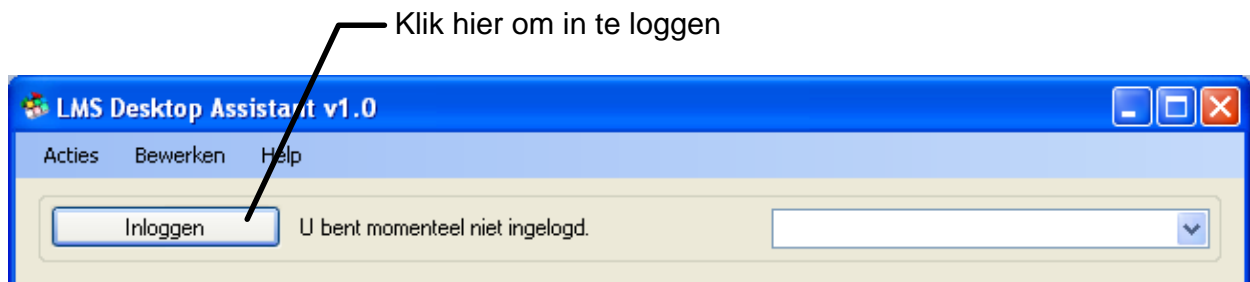 Klik hier om in te loggen
LMS Desktop Assistant v1.0
Acties Bewerken Help
Inloggen U bent momenteel niet ingelogd.